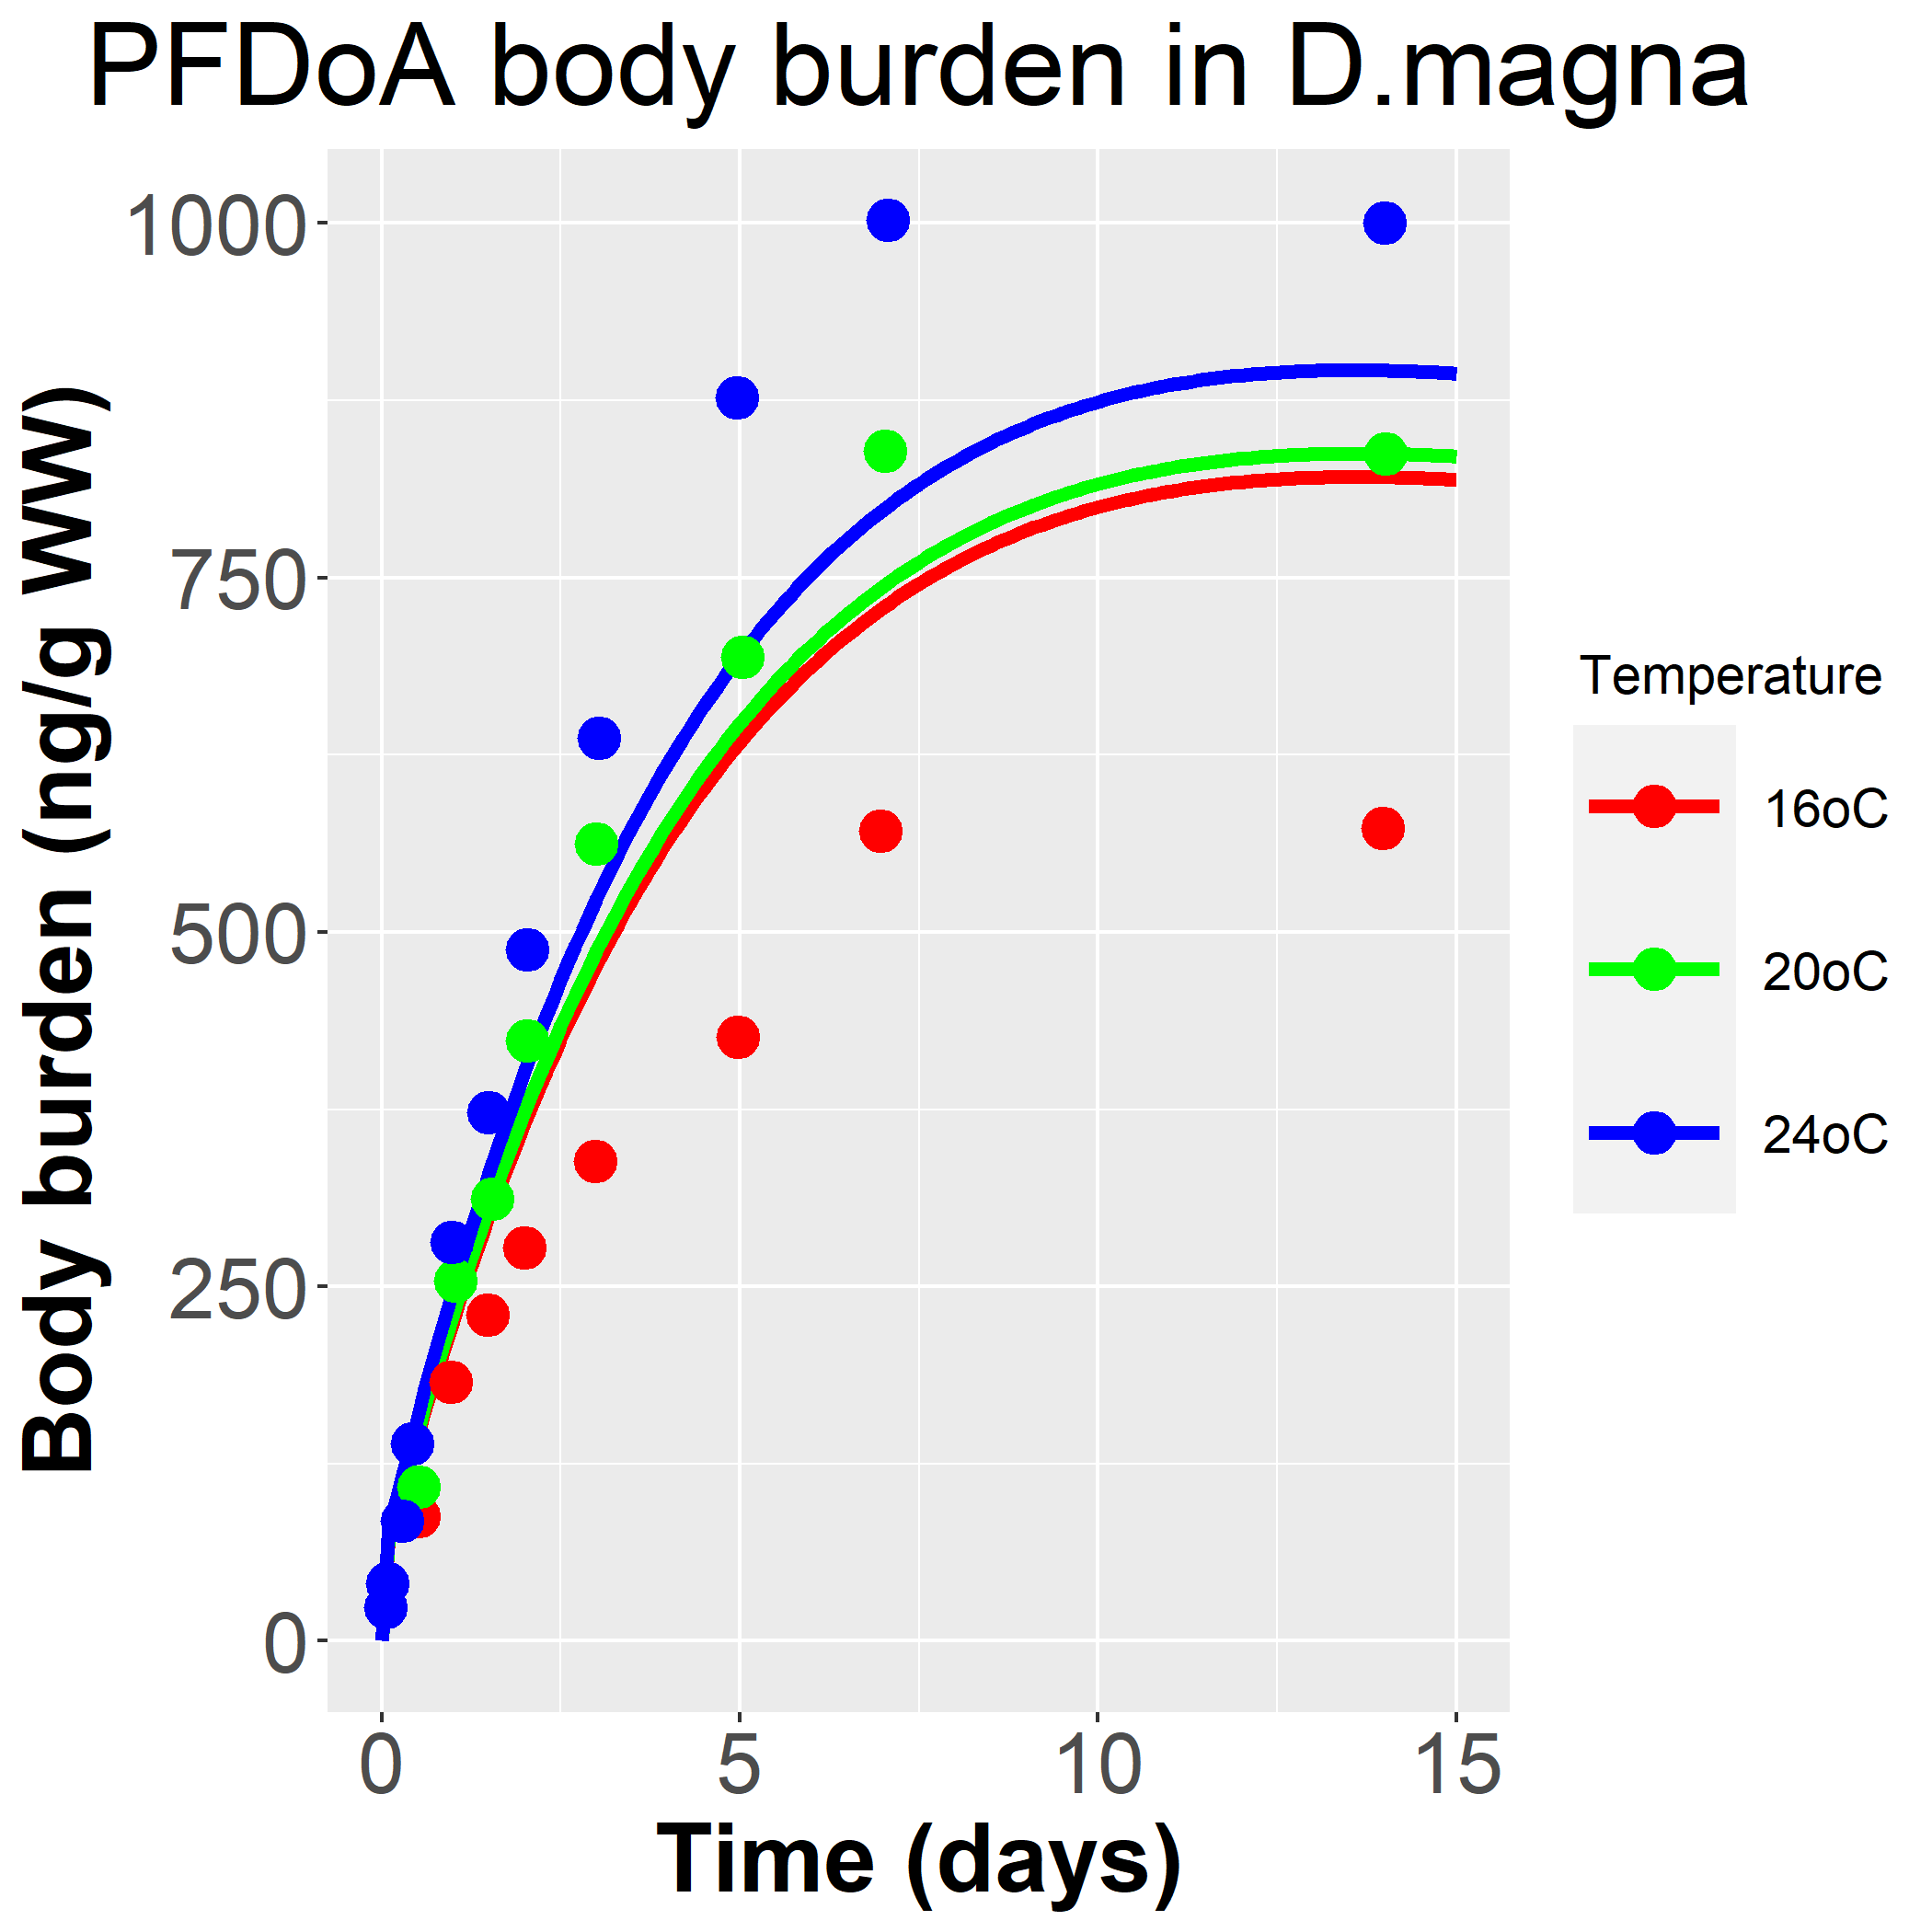 PFDoA body burden in D.magna
Body burden (ng/g WW)
1000
750
500
250
0
0 5 10 15
Time (days)
Temperature
16oC
20oC
24oC